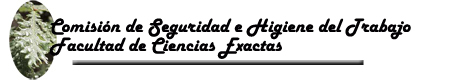 Comisión de Seguridad e Higiene del Trabajo
Facultad de Ciencias Exactas